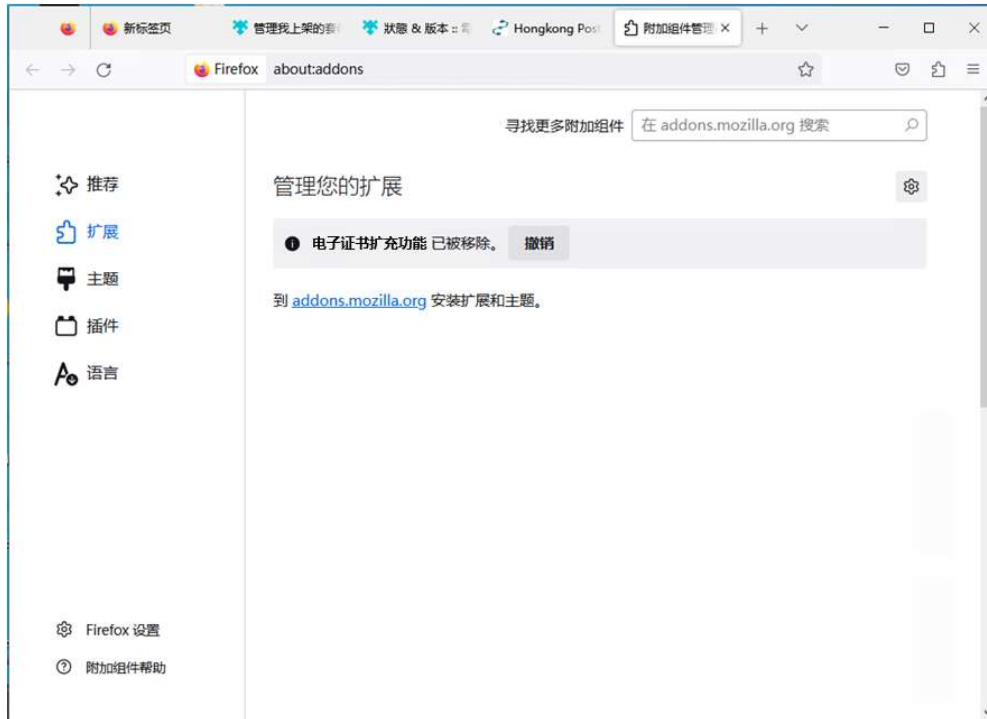 新标签页
管理我上架的套
狀態 & 版本 ::
Hongkong Pos
附加组件管理
Firefox about:addons
寻找更多附加组件 在 addons.mozilla.org 搜索
推荐
管理您的扩展
扩展
电子证书扩充功能 已被移除。 撤销
主题
到 addons.mozilla.org 安装扩展和主题。
插件
语言
Firefox 设置
附加组件帮助